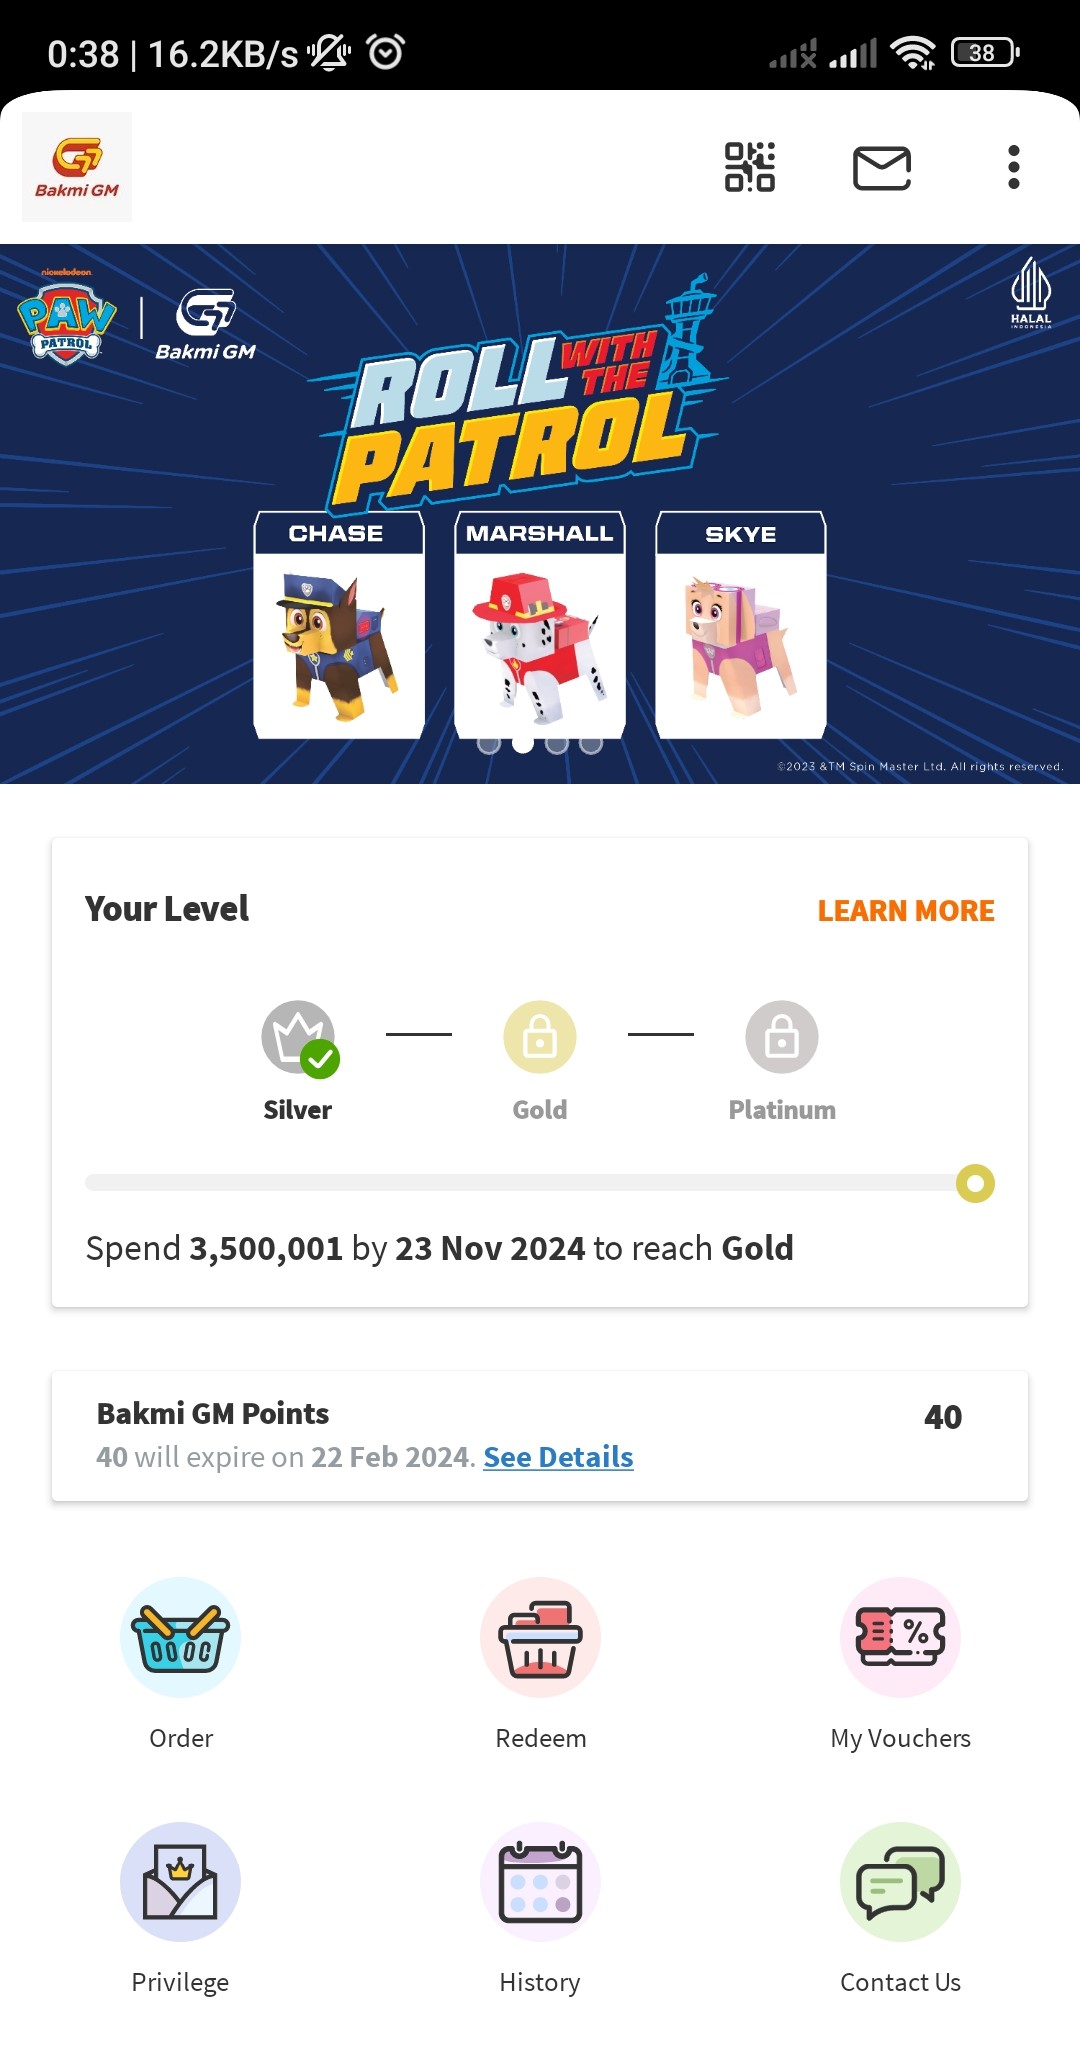 0:38 | 16.2KB/s
38
Bakmi GM
nickelodeon
PAW
PATROL
Bakmi GM
HALAL
INDONESIA
ROLL WITH
THE
PATROL
CHASE
MARSHALL
SKYE
©2023 &TM Spin Master Ltd. All rights reserved.
Your Level
LEARN MORE
Silver
Gold
Platinum
Spend 3,500,001 by 23 Nov 2024 to reach Gold
Bakmi GM Points
40
40 will expire on 22 Feb 2024. See Details
Order
Redeem
My Vouchers
Privilege
History
Contact Us